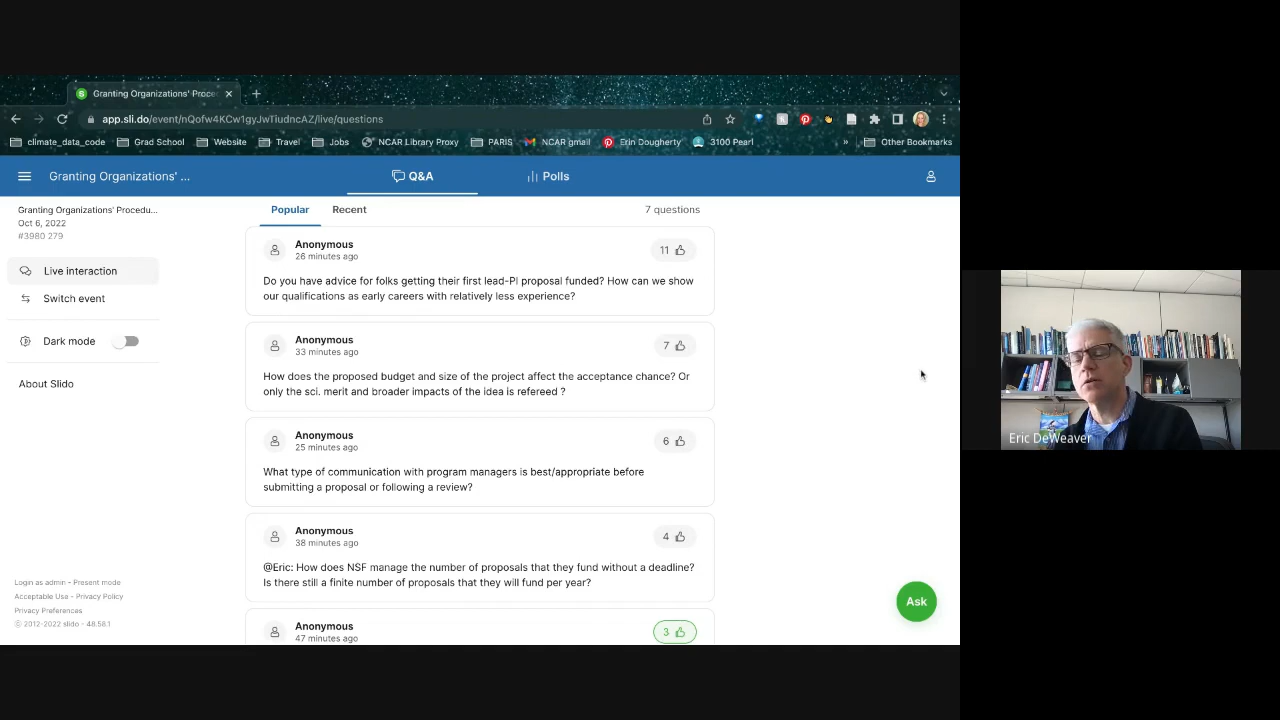 Granting Organizations' Proce
app.sli.do/event/nQofw4KCw1gyJwTiudncAZ/live/questions
climate_data_code Grad School Website Travel Jobs NCAR Library Proxy PARIS NCAR gmail Erin Dougherty 3100 Pearl » Other Bookmarks
Granting Organizations' ... Q&A Polls
Granting Organizations' Procedu...
Oct 6, 2022
#3980 279
Live interaction
Switch event
Dark mode
About Slido
Login as admin - Present mode
Acceptable Use - Privacy Policy
Privacy Preferences
© 2012-2022 slido - 48.58.1
Popular Recent 7 questions
Anonymous 11
26 minutes ago
Do you have advice for folks getting their first lead-PI proposal funded? How can we show
our qualifications as early careers with relatively less experience?
Anonymous 7
33 minutes ago
How does the proposed budget and size of the project affect the acceptance chance? Or
only the sci. merit and broader impacts of the idea is refereed ?
Anonymous 6
25 minutes ago
What type of communication with program managers is best/appropriate before
submitting a proposal or following a review?
Anonymous 4
38 minutes ago
@Eric: How does NSF manage the number of proposals that they fund without a deadline?
Is there still a finite number of proposals that they will fund per year?
Anonymous 3
47 minutes ago
Ask
Eric DeWeaver